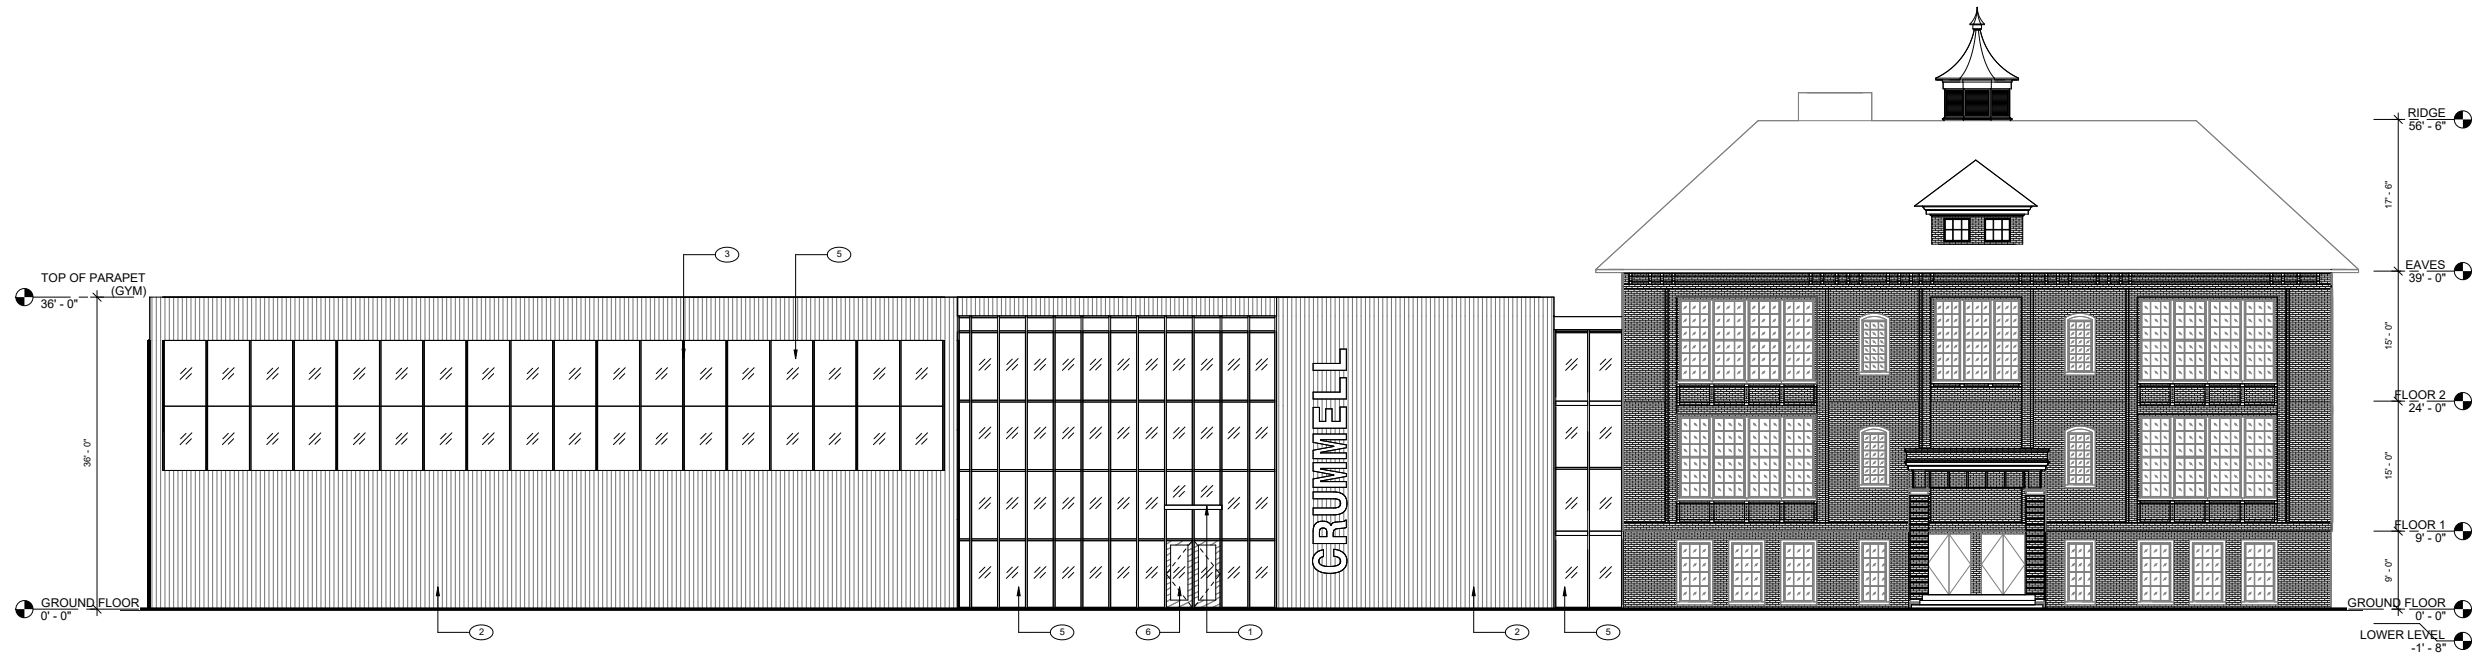 RIDGE
56' - 6"
17' - 6"
3
5
EAVES
39' - 0"
TOP OF PARAPET
(GYM)
36' - 0"
15' - 0"
CRUMMELL
FLOOR 2
24' - 0"
36' - 0"
15' - 0"
FLOOR 1
9' - 0"
9' - 0"
GROUND FLOOR
0' - 0"
GROUND FLOOR
0' - 0"
2
5
6
1
2
5
LOWER LEVEL
-1' - 8"